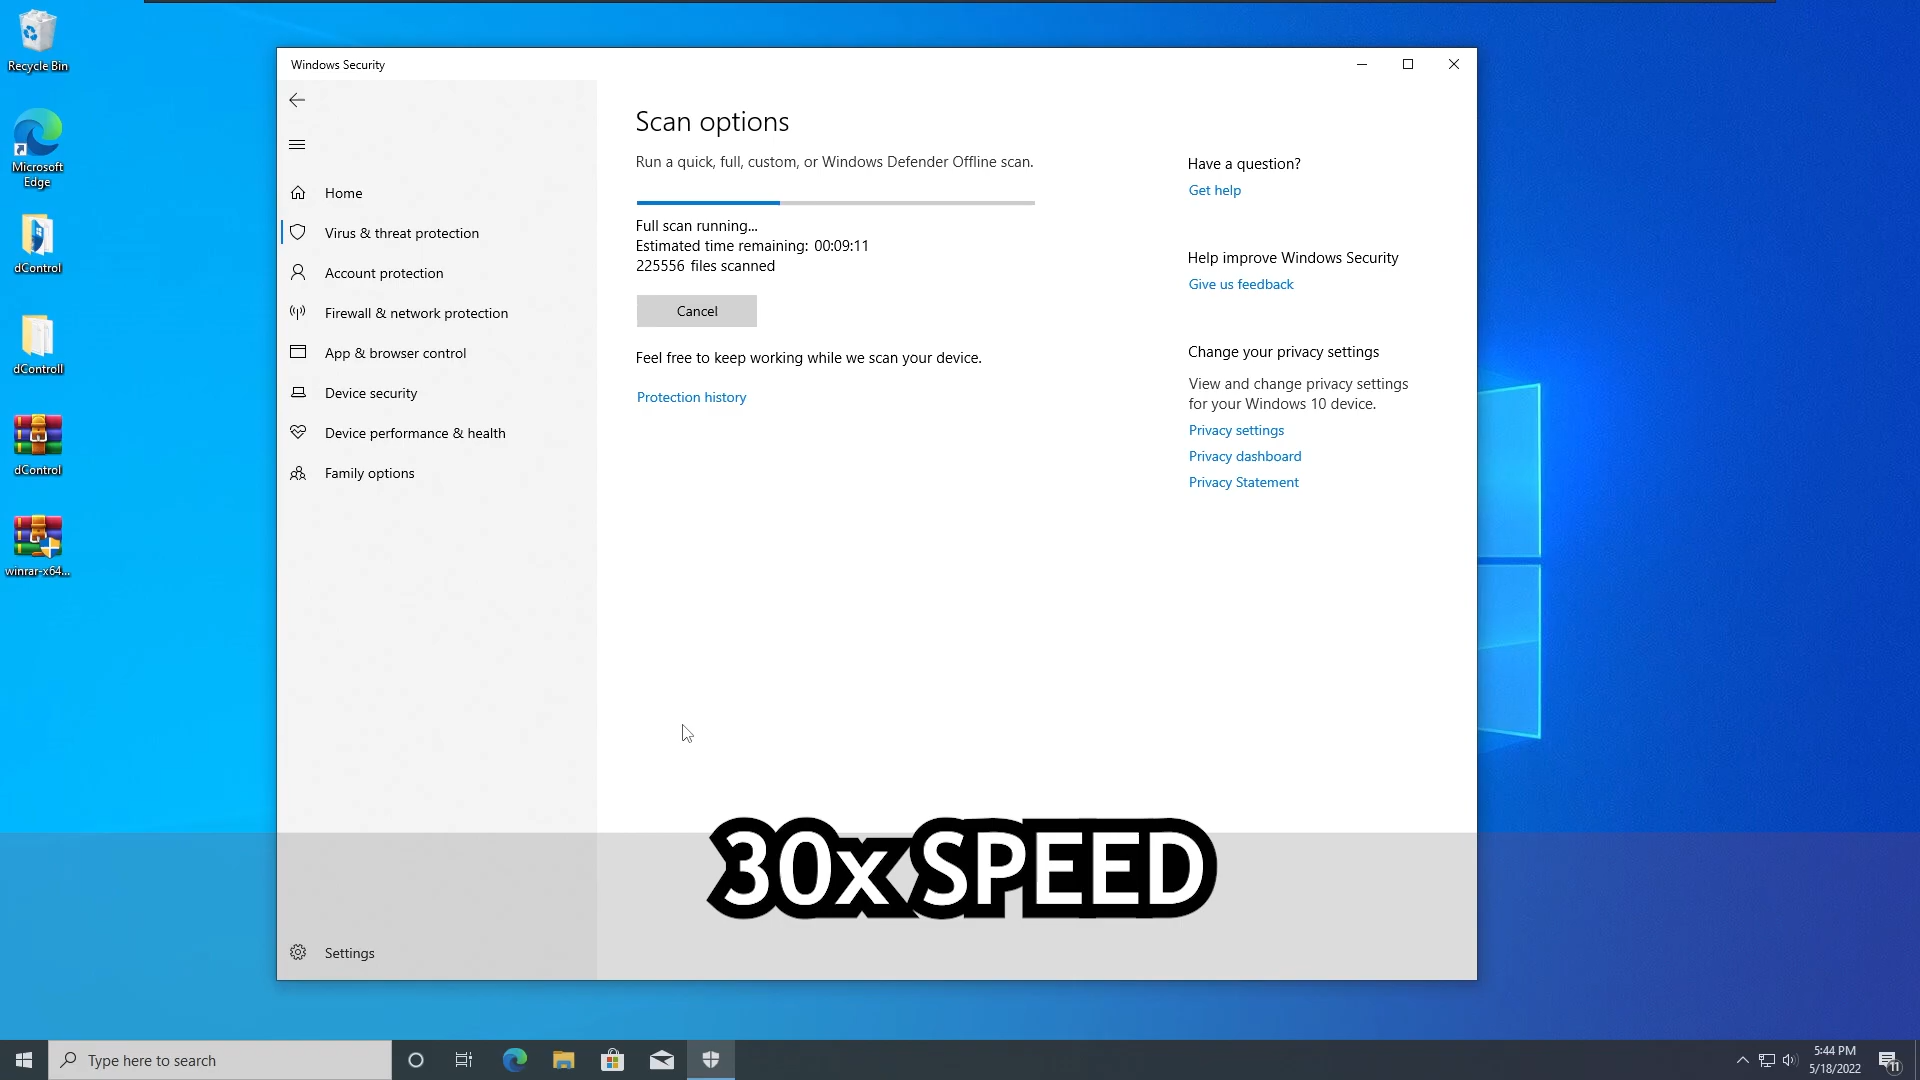 Recycle Bin
Microsoft
Edge
dControl
dControll
dControl
winrar-x64...
Windows Security
Home
Virus & threat protection
Account protection
Firewall & network protection
App & browser control
Device security
Device performance & health
Family options
Settings
Scan options
Run a quick, full, custom, or Windows Defender Offline scan.
Full scan running...
Estimated time remaining: 00:09:11
225556 files scanned
Cancel
Feel free to keep working while we scan your device.
Protection history
Have a question?
Get help
Help improve Windows Security
Give us feedback
Change your privacy settings
View and change privacy settings
for your Windows 10 device.
Privacy settings
Privacy dashboard
Privacy Statement
30x SPEED
Type here to search
5:44 PM
5/18/2022
11